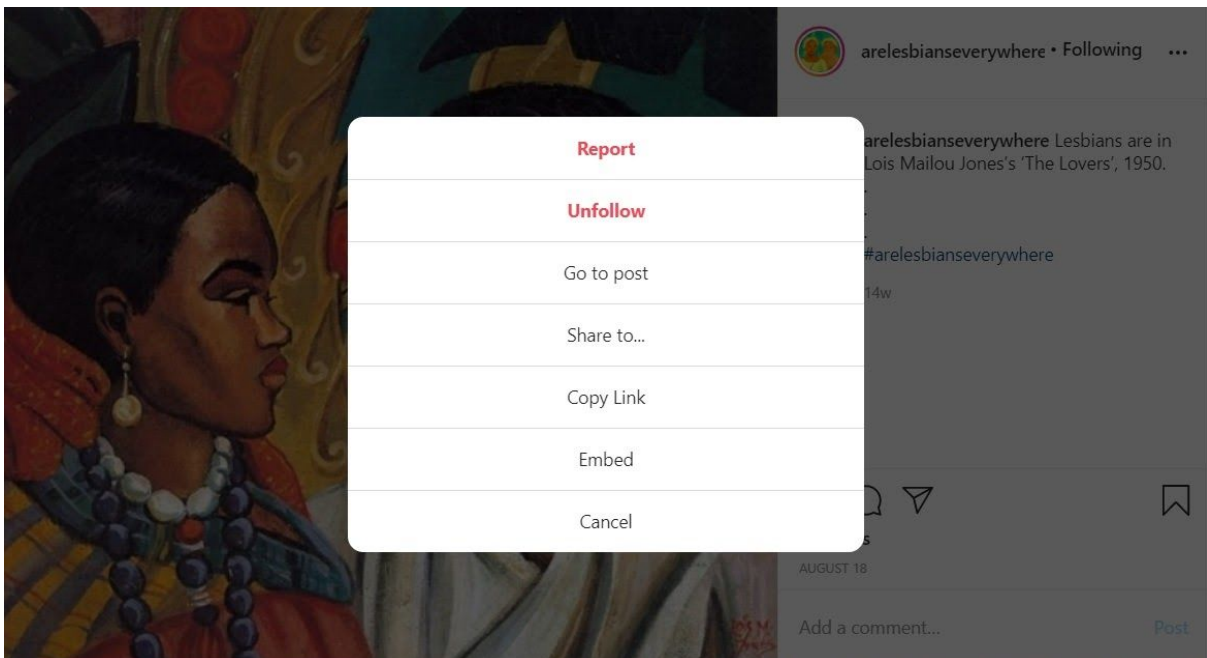 arelesbianseverywhere • Following
arelesbianseverywhere Lesbians are in
Lois Mailou Jones's 'The Lovers', 1950.
.
.
.
#arelesbianseverywhere
14w
Report
Unfollow
Go to post
Share to...
Copy Link
Embed
Cancel
s
AUGUST 18
Add a comment...
Post